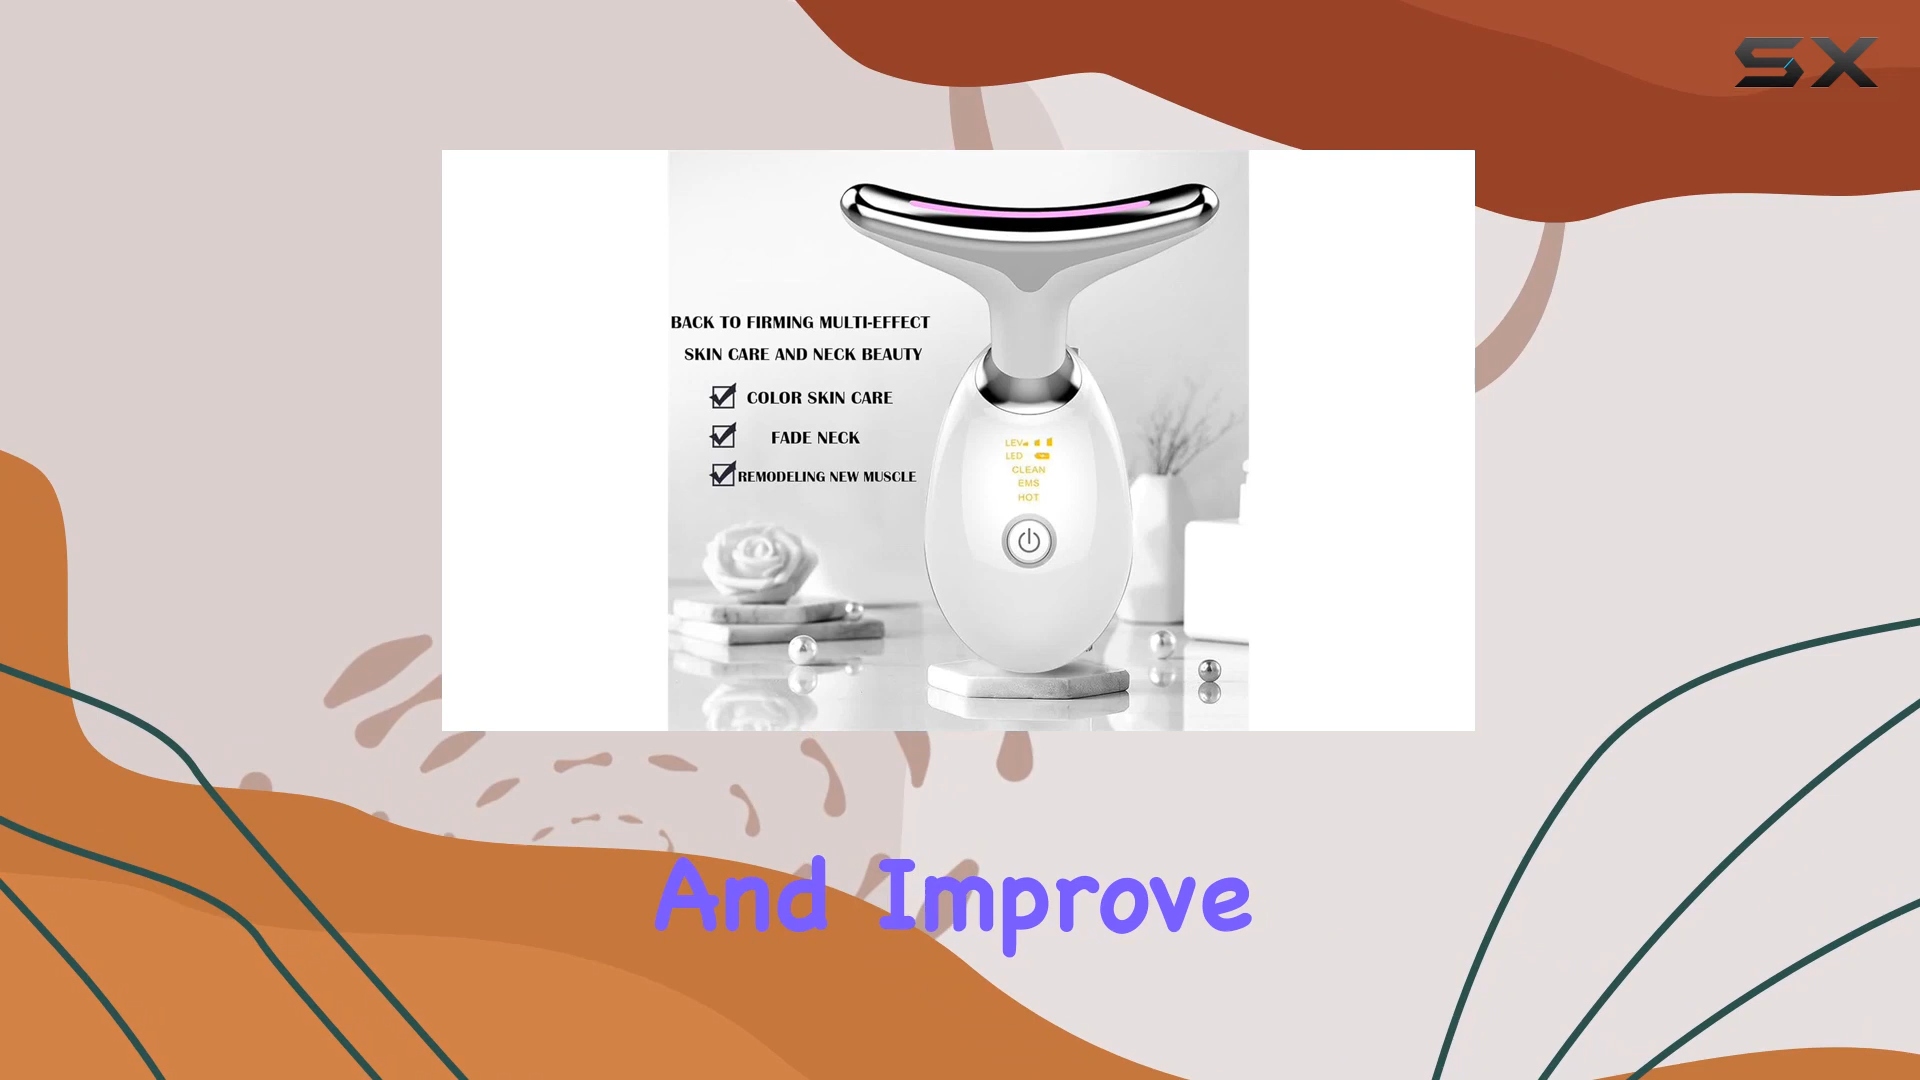 SX
BACK TO FIRMING MULTI-EFFECT
SKIN CARE AND NECK BEAUTY
COLOR SKIN CARE
FADE NECK
REMODELING NEW MUSCLE
LEV
LED
CLEAN
EMS
HOT
And Improve